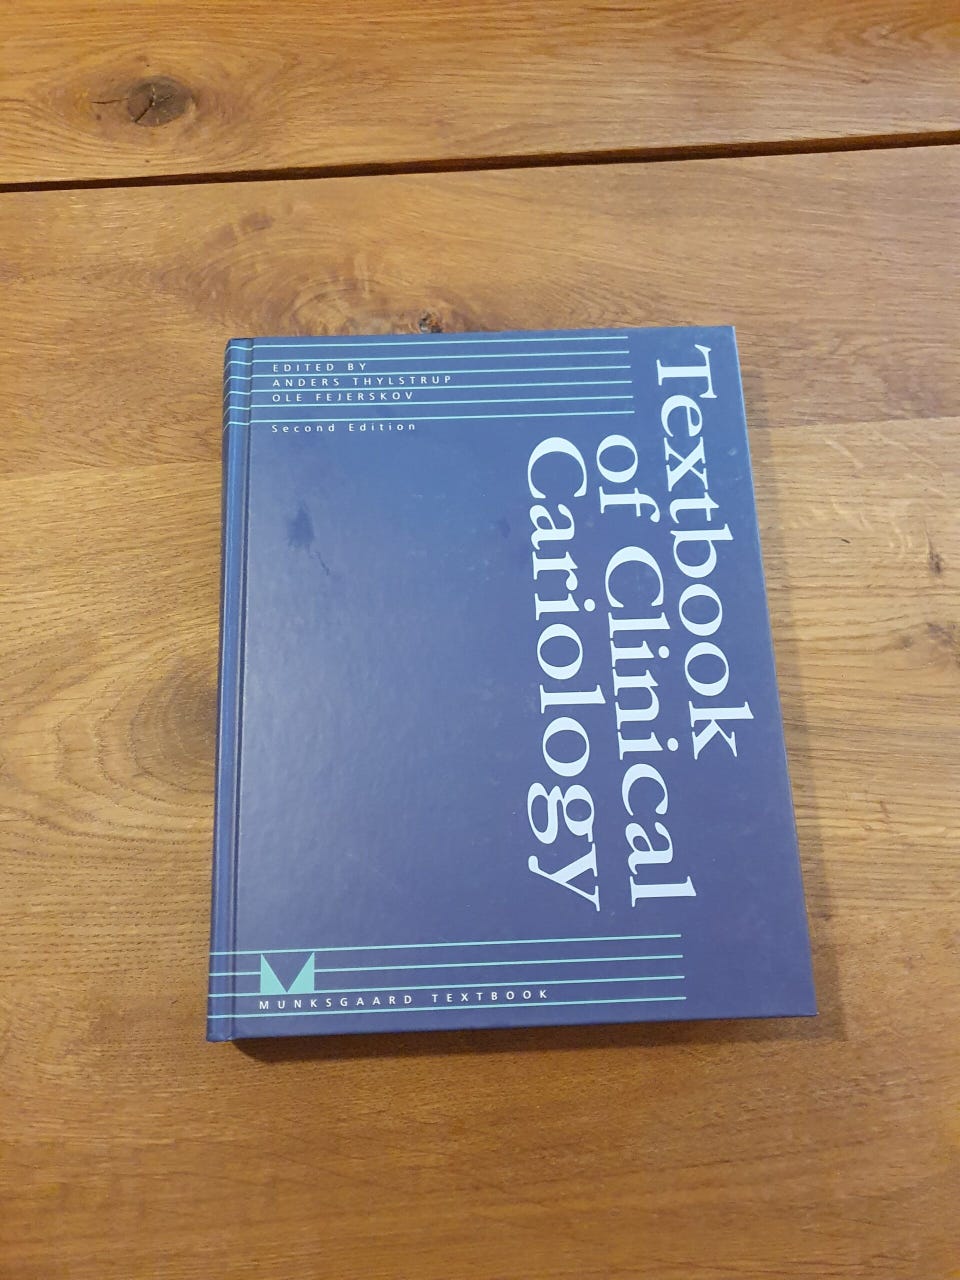 EDITED BY
ANDERS THYLSTRUP
OLE FEJERSKOV
Second Edition
Textbook
of Clinical
Cariology
MUNKSGAARD TEXTBOOK